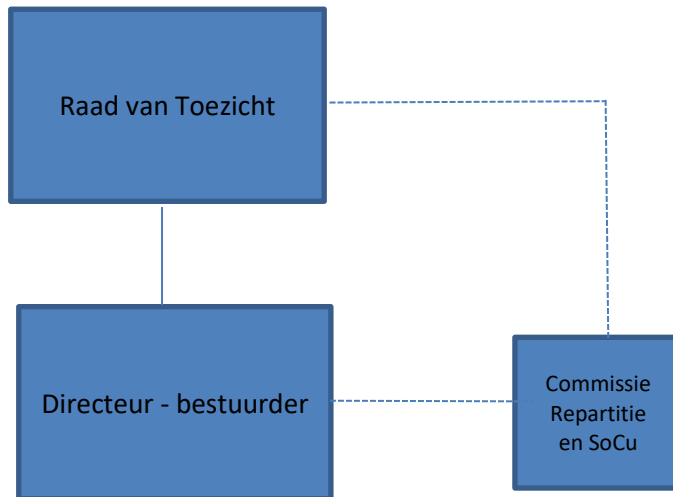 Raad van Toezicht
Directeur - bestuurder
Commissie
Repartitie
en SoCu